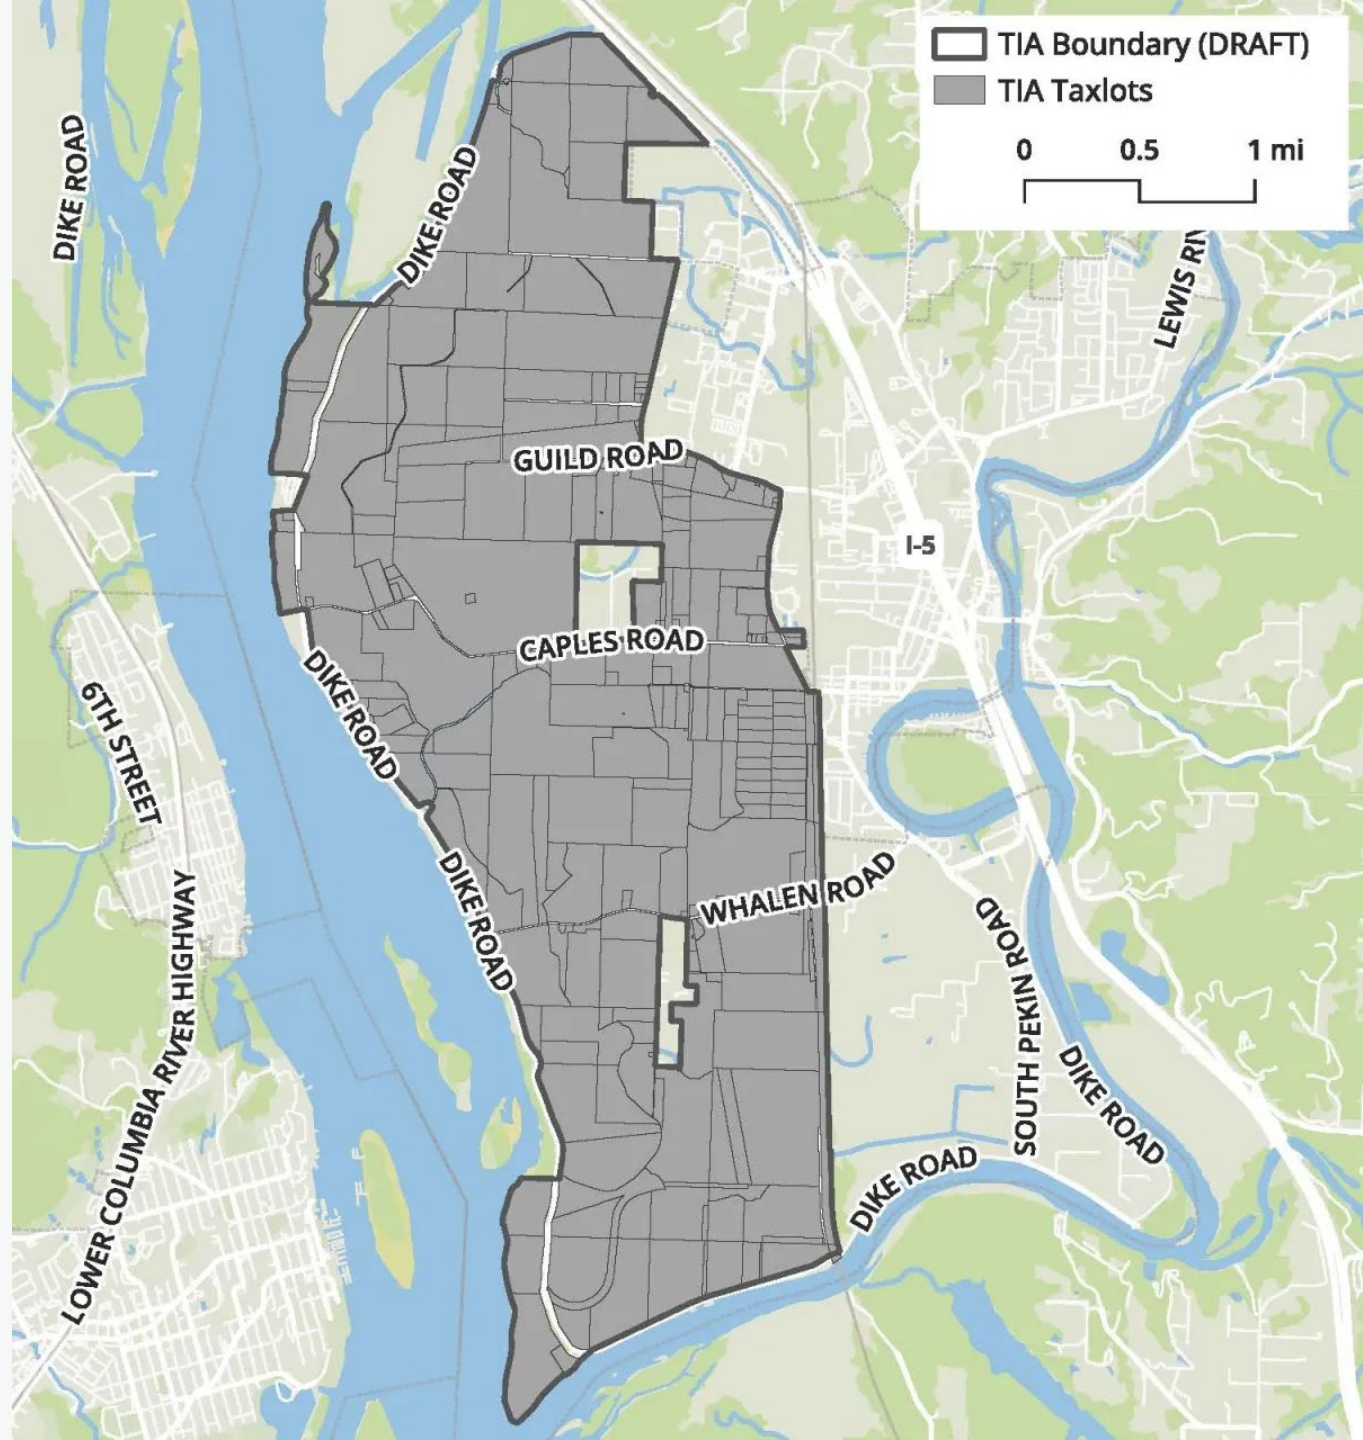 TIA Boundary (DRAFT)
TIA Taxlots
0 0.5 1 mi
DIKE ROAD
DIKE ROAD
LEWIS RIV
GUILD ROAD
I-5
CAPLES ROAD
DIKE ROAD
6TH STREET
DIKE ROAD
WHALEN ROAD
LOWER COLUMBIA RIVER HIGHWAY
SOUTH PEKIN ROAD
DIKE ROAD
DIKE ROAD